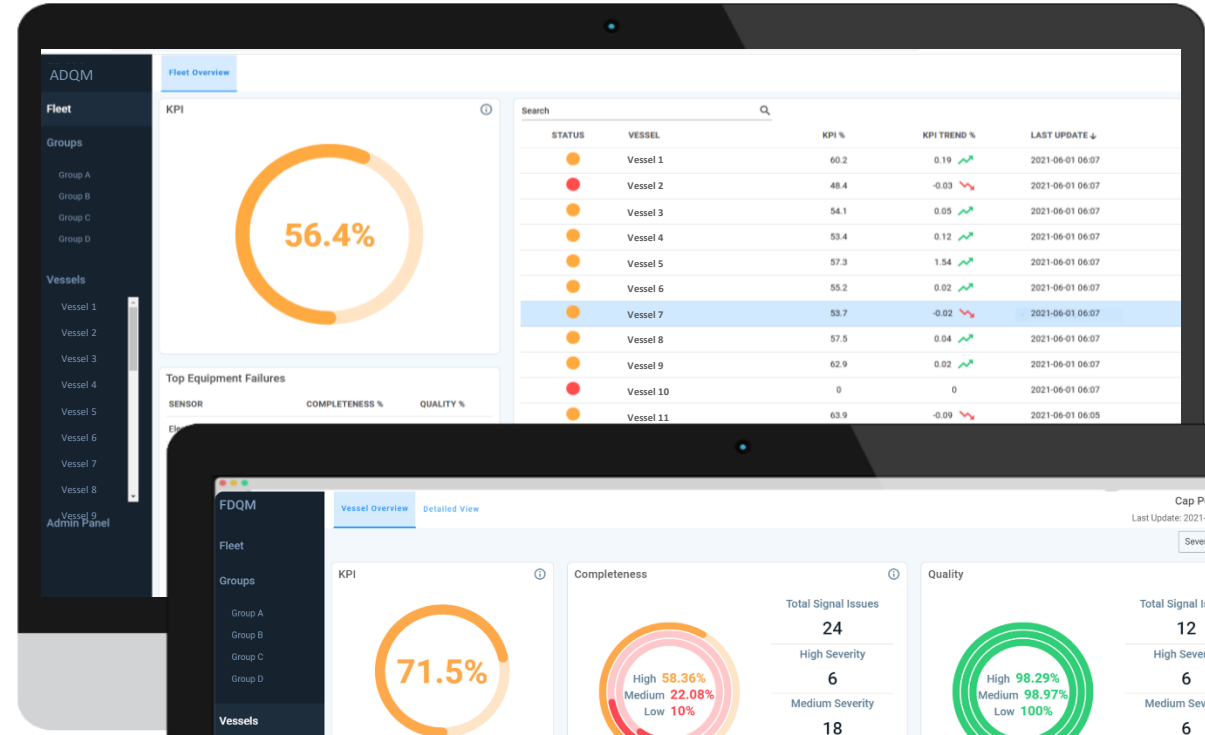 ADQM
Fleet
Groups
Group A
Group B
Group C
Group D
Vessels
Vessel 1
Vessel 2
Vessel 3
Vessel 4
Vessel 5
Vessel 6
Vessel 7
Vessel 8
Vessel 9
Admin Panel
Fleet Overview
KPI
56.4%
Top Equipment Failures
SENSOR COMPLETENESS % QUALITY %
Search
STATUS VESSEL KPI % KPI TREND % LAST UPDATE
Vessel 1 60.2 0.19 2021-06-01 06:07
Vessel 2 48.4 -0.03 2021-06-01 06:07
Vessel 3 54.1 0.05 2021-06-01 06:07
Vessel 4 53.4 0.12 2021-06-01 06:07
Vessel 5 57.3 1.54 2021-06-01 06:07
Vessel 6 55.2 0.02 2021-06-01 06:07
Vessel 7 53.7 -0.02 2021-06-01 06:07
Vessel 8 57.5 0.04 2021-06-01 06:07
Vessel 9 62.9 0.02 2021-06-01 06:07
Vessel 10 0 0 2021-06-01 06:07
Vessel 11 63.9 -0.09 2021-06-01 06:05
FDQM
Fleet
Groups
Group A
Group B
Group C
Group D
Vessels
Vessel Overview Detailed View
Cap P
Last Update: 2021-
Sever
KPI
71.5%
Completeness
High 58.36%
Medium 22.08%
Low 10%
Total Signal Issues
24
High Severity
6
Medium Severity
18
Quality
High 98.29%
Medium 98.97%
Low 100%
Total Signal I
12
High Sever
6
Medium Sev
6